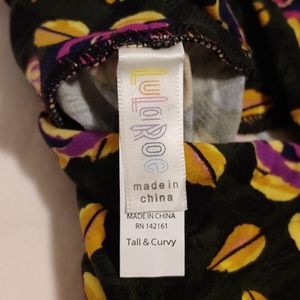 LuLaRoe
made in
china
MADE IN CHINA
RN 142161
Tall & Curvy